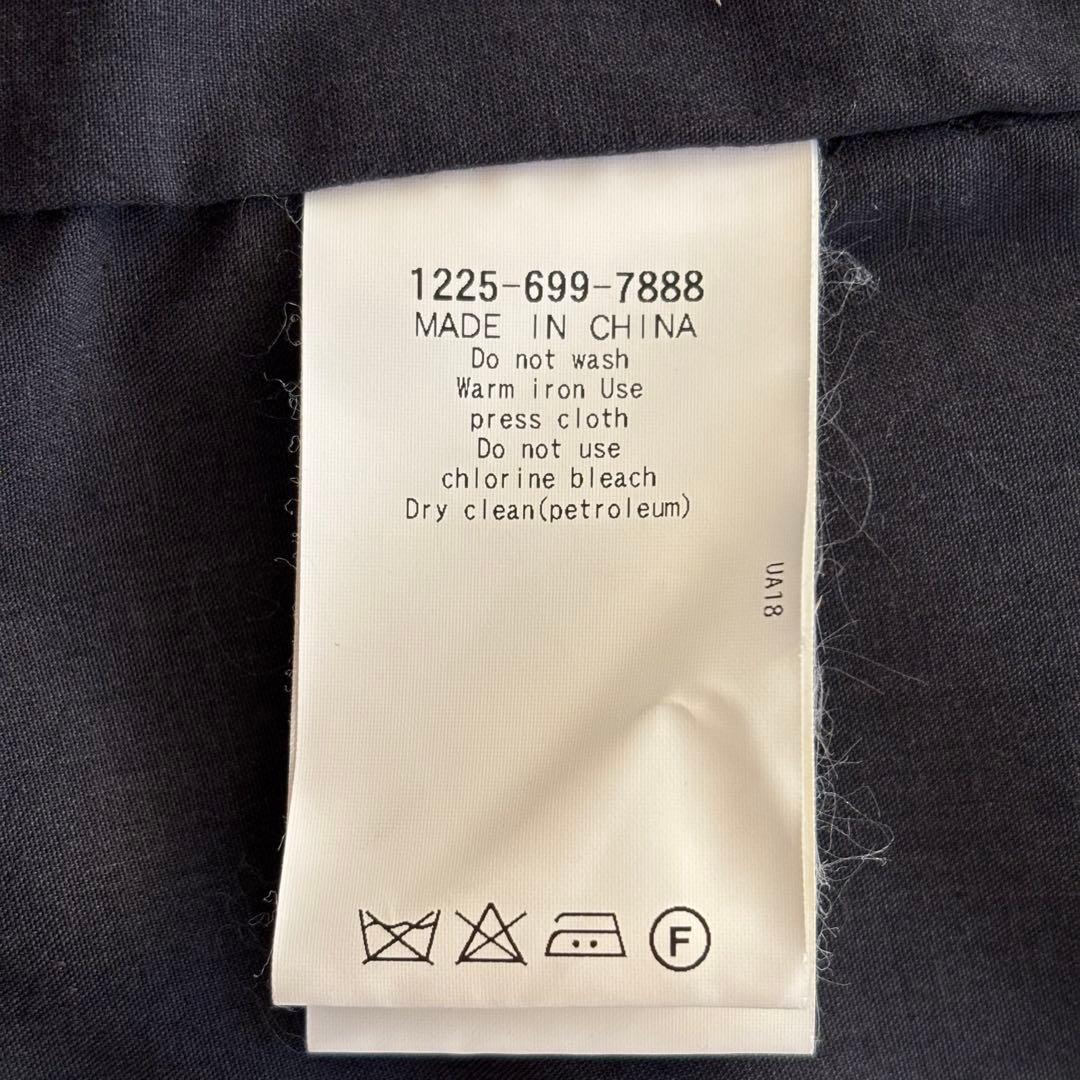 1225-699-7888
MADE IN CHINA
Do not wash
Warm iron Use
press cloth
Do not use
chlorine bleach
Dry clean(petroleum)
UA18
F